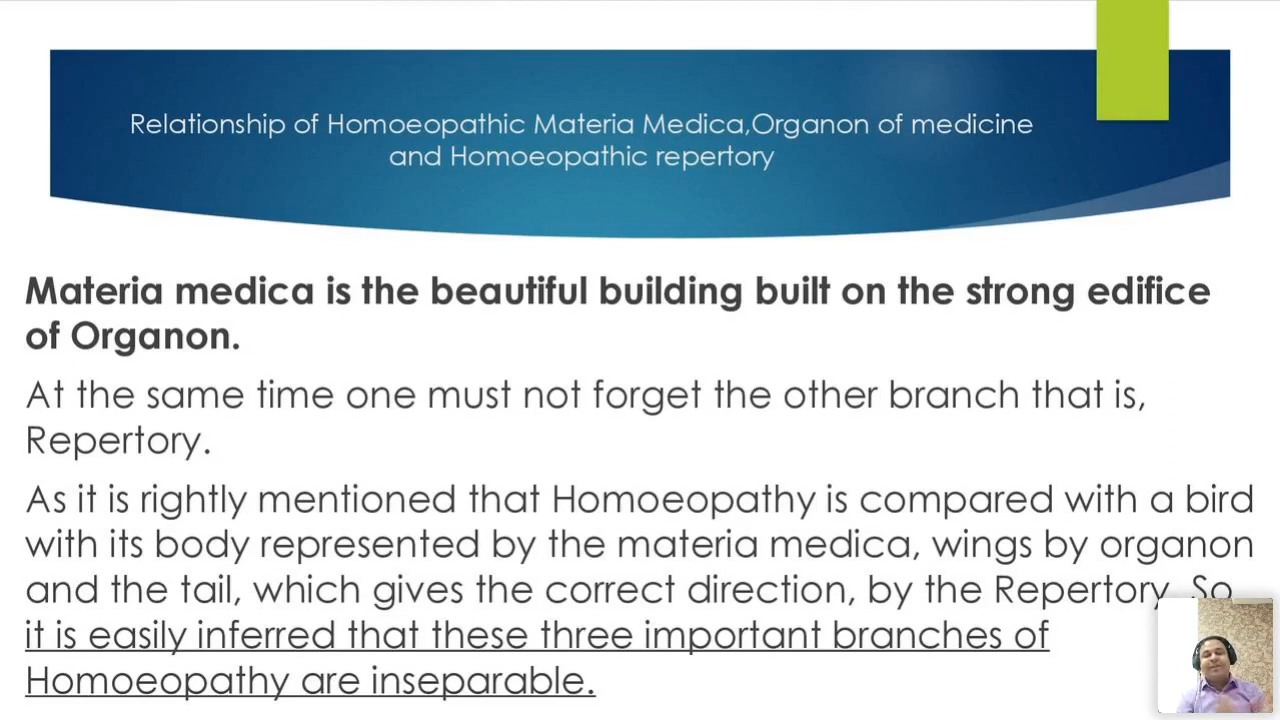 Relationship of Homoeopathic Materia Medica,Organon of medicine
and Homoeopathic repertory
Materia medica is the beautiful building built on the strong edifice
of Organon.
At the same time one must not forget the other branch that is,
Repertory.
As it is rightly mentioned that Homoeopathy is compared with a bird
with its body represented by the materia medica, wings by organon
and the tail, which gives the correct direction, by the Repertory. So
it is easily inferred that these three important branches of
Homoeopathy are inseparable.